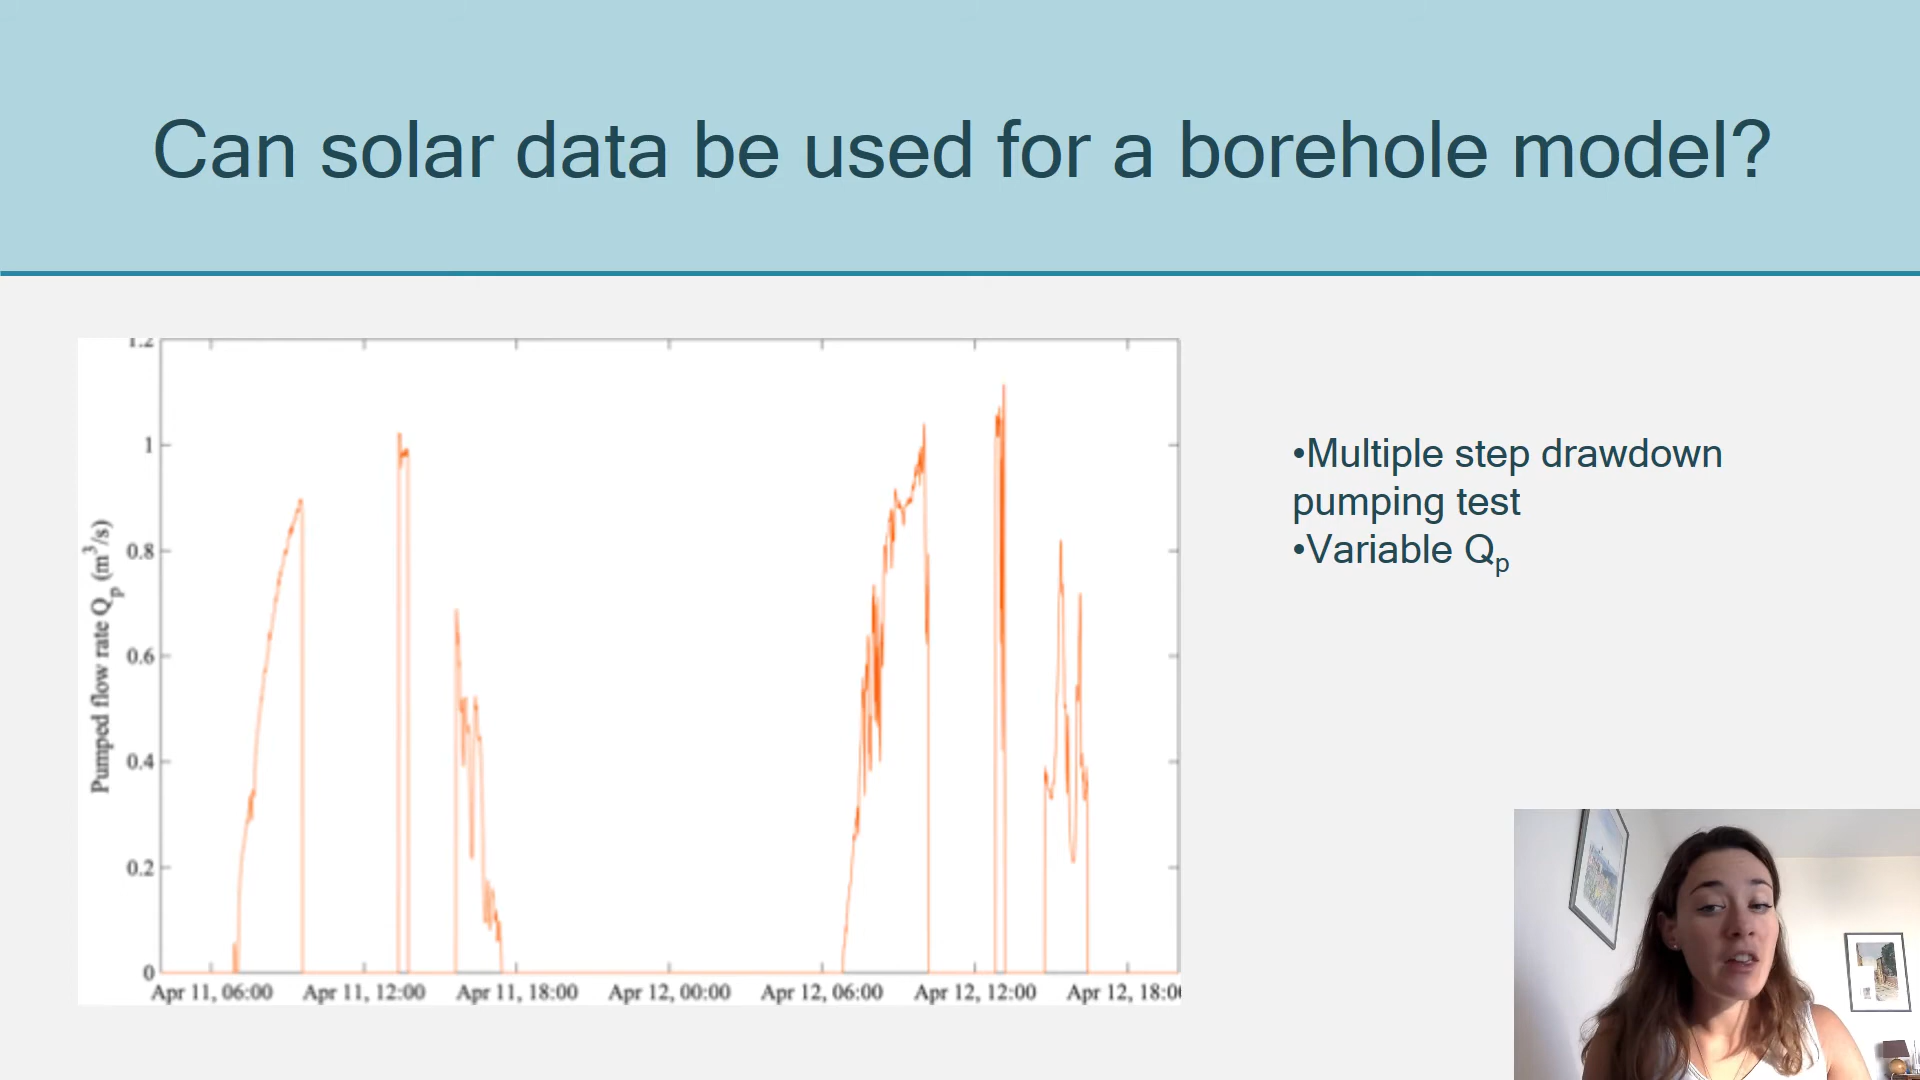 Can solar data be used for a borehole model?
1.2
1
0.8
0.6
0.4
0.2
0
Pumped flow rate Qp (m3/s)
Apr 11, 06:00 Apr 11, 12:00 Apr 11, 18:00 Apr 12, 00:00 Apr 12, 06:00 Apr 12, 12:00 Apr 12, 18:00
•Multiple step drawdown
pumping test
•Variable Qp